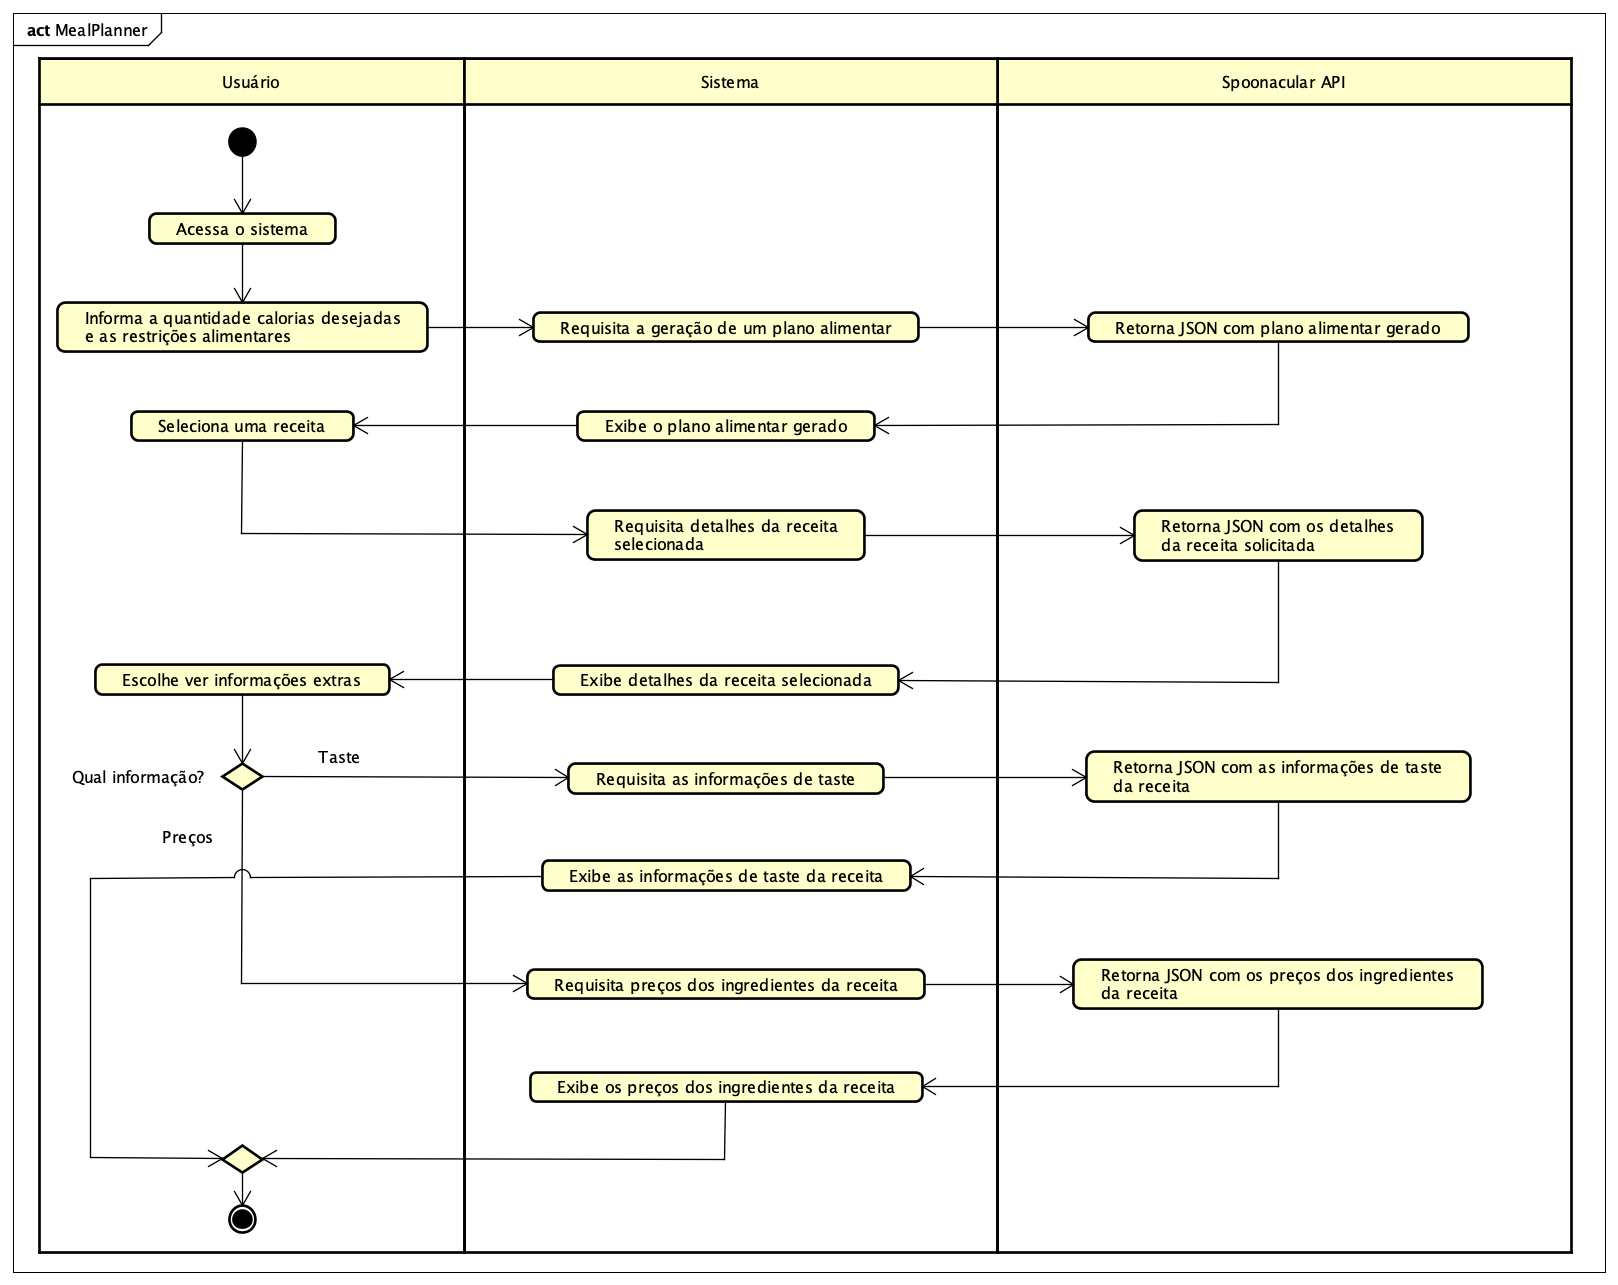 act MealPlanner
Usuário
Sistema
Spoonacular API
Acessa o sistema
Informa a quantidade calorias desejadas
e as restrições alimentares
Requisita a geração de um plano alimentar
Retorna JSON com plano alimentar gerado
Seleciona uma receita
Exibe o plano alimentar gerado
Requisita detalhes da receita
selecionada
Retorna JSON com os detalhes
da receita solicitada
Escolhe ver informações extras
Exibe detalhes da receita selecionada
Qual informação?
Taste
Requisita as informações de taste
Retorna JSON com as informações de taste
da receita
Preços
Exibe as informações de taste da receita
Requisita preços dos ingredientes da receita
Retorna JSON com os preços dos ingredientes
da receita
Exibe os preços dos ingredientes da receita